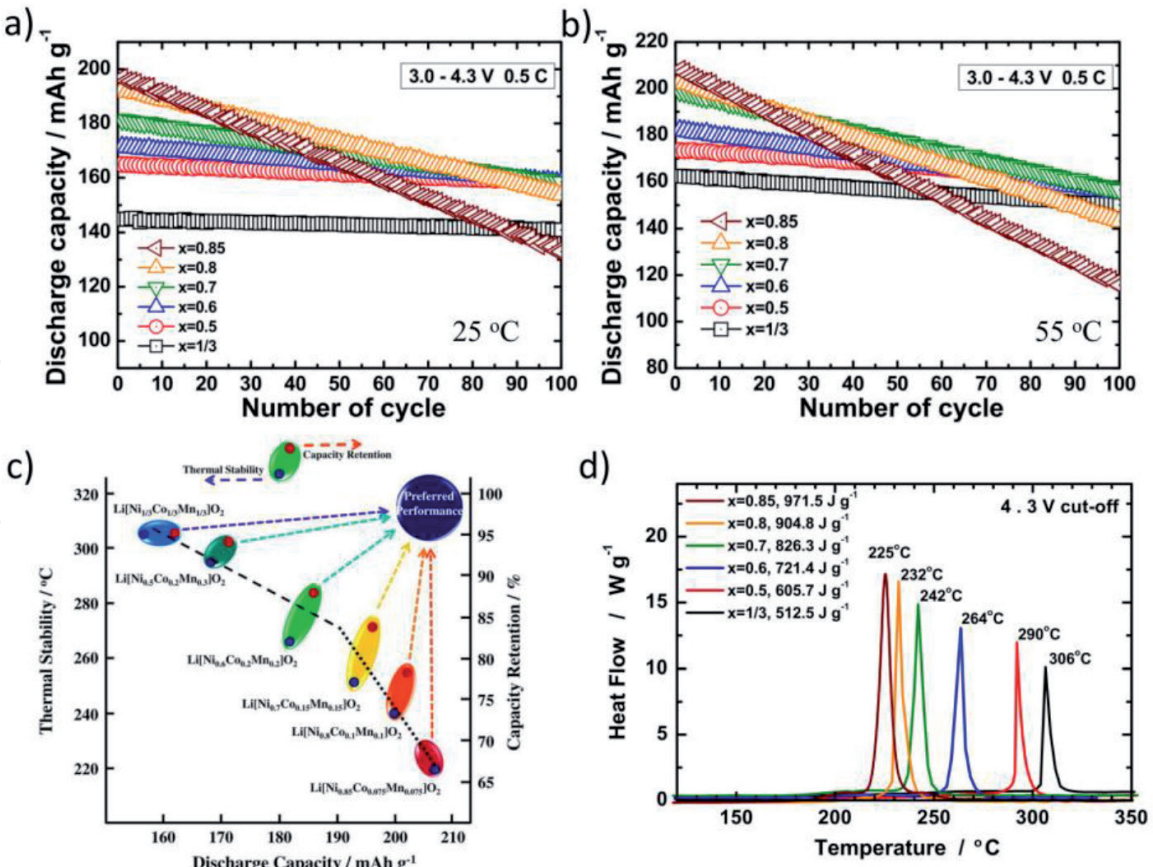 a)
Discharge capacity / mAh g-1
200
180
160
140
120
100
3.0 - 4.3 V 0.5 C
x=0.85
x=0.8
x=0.7
x=0.6
x=0.5
x=1/3
25 °C
0 10 20 30 40 50 60 70 80 90 100
Number of cycle
b)
Discharge capacity / mAh g-1
220
200
180
160
140
120
100
80
3.0 - 4.3 V 0.5 C
x=0.85
x=0.8
x=0.7
x=0.6
x=0.5
x=1/3
55 °C
0 10 20 30 40 50 60 70 80 90 100
Number of cycle
c)
Thermal Stability
Capacity Retention
Thermal Stability / °C
320
300
280
260
240
220
Preferred
Performance
Li[Ni1/3Co1/3Mn1/3]O2
Li[Ni0.5Co0.2Mn0.3]O2
Li[Ni0.6Co0.2Mn0.2]O2
Li[Ni0.7Co0.15Mn0.15]O2
Li[Ni0.8Co0.1Mn0.1]O2
Li[Ni0.85Co0.075Mn0.075]O2
100
95
90
85
80
75
70
65
Capacity Retention / %
160 170 180 190 200 210
Discharge Capacity / mAh g-1
d)
Heat Flow / W g-1
20
15
10
5
0
x=0.85, 971.5 J g-1
x=0.8, 904.8 J g-1
x=0.7, 826.3 J g-1
x=0.6, 721.4 J g-1
x=0.5, 605.7 J g-1
x=1/3, 512.5 J g-1
4 . 3 V cut-off
225°C
232°C
242°C
264°C
290°C
306°C
150 200 250 300 350
Temperature / °C